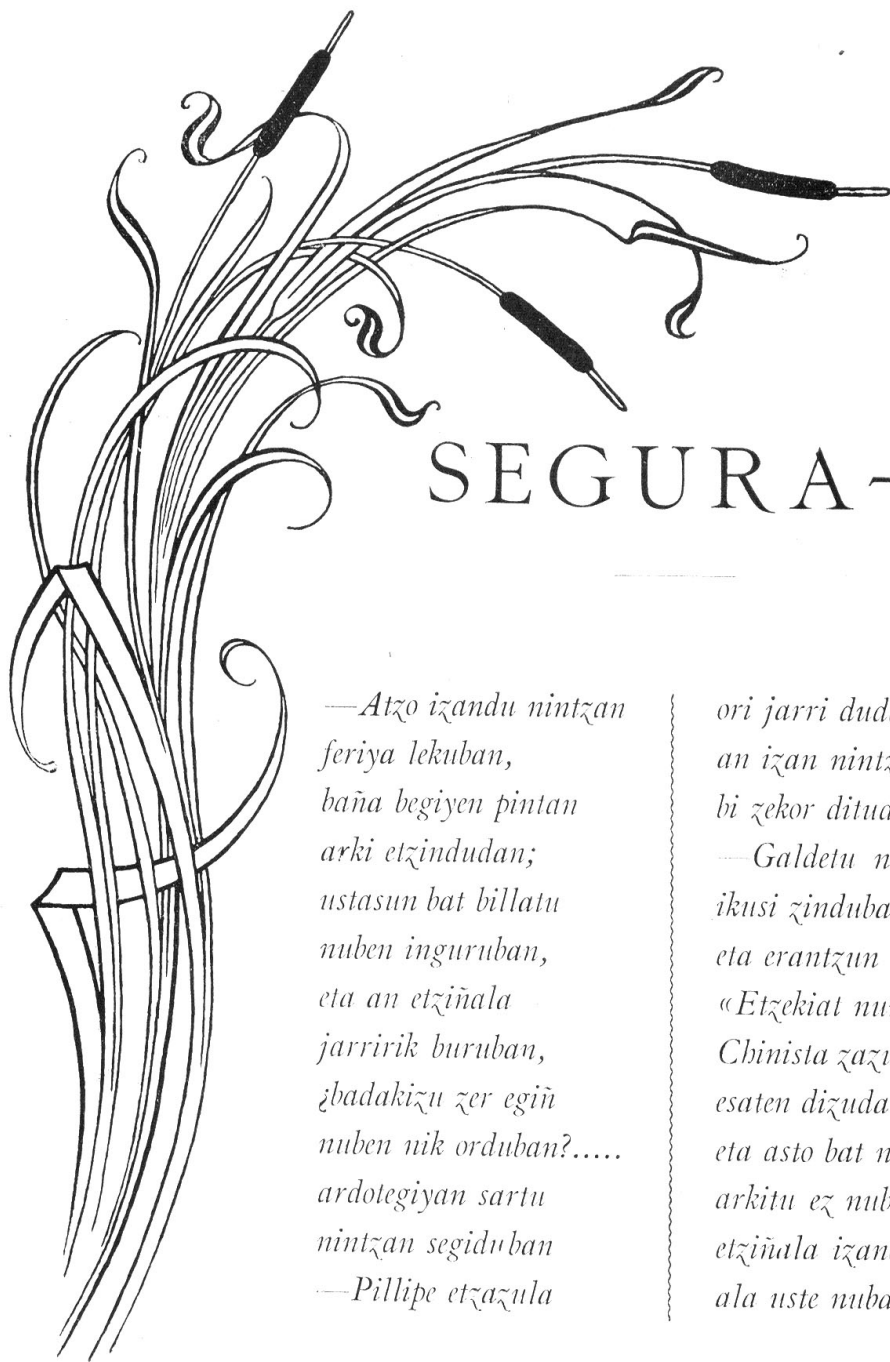 SEGURA-
—Atzo izandu nintzan
feriya lekuban,
baña begiyen pintan
arki etzindudan;
ustasun bat billatu
nuben inguruban,
eta an etziñala
jarririk buruban,
¿badakizu zer egiñ
nuben nik orduban?.....
ardotegiyan sartu
nintzan segiduban
—Pillipe etzazula
ori jarri dud
an izan nintz
bi zekor ditud
—Galdetu n
ikusi zinduba
eta erantzun
«Etzekiat nu
Chinista zazu
esaten dizuda
eta asto bat n
arkitu ez nub
etziñala izan
ala uste nuba